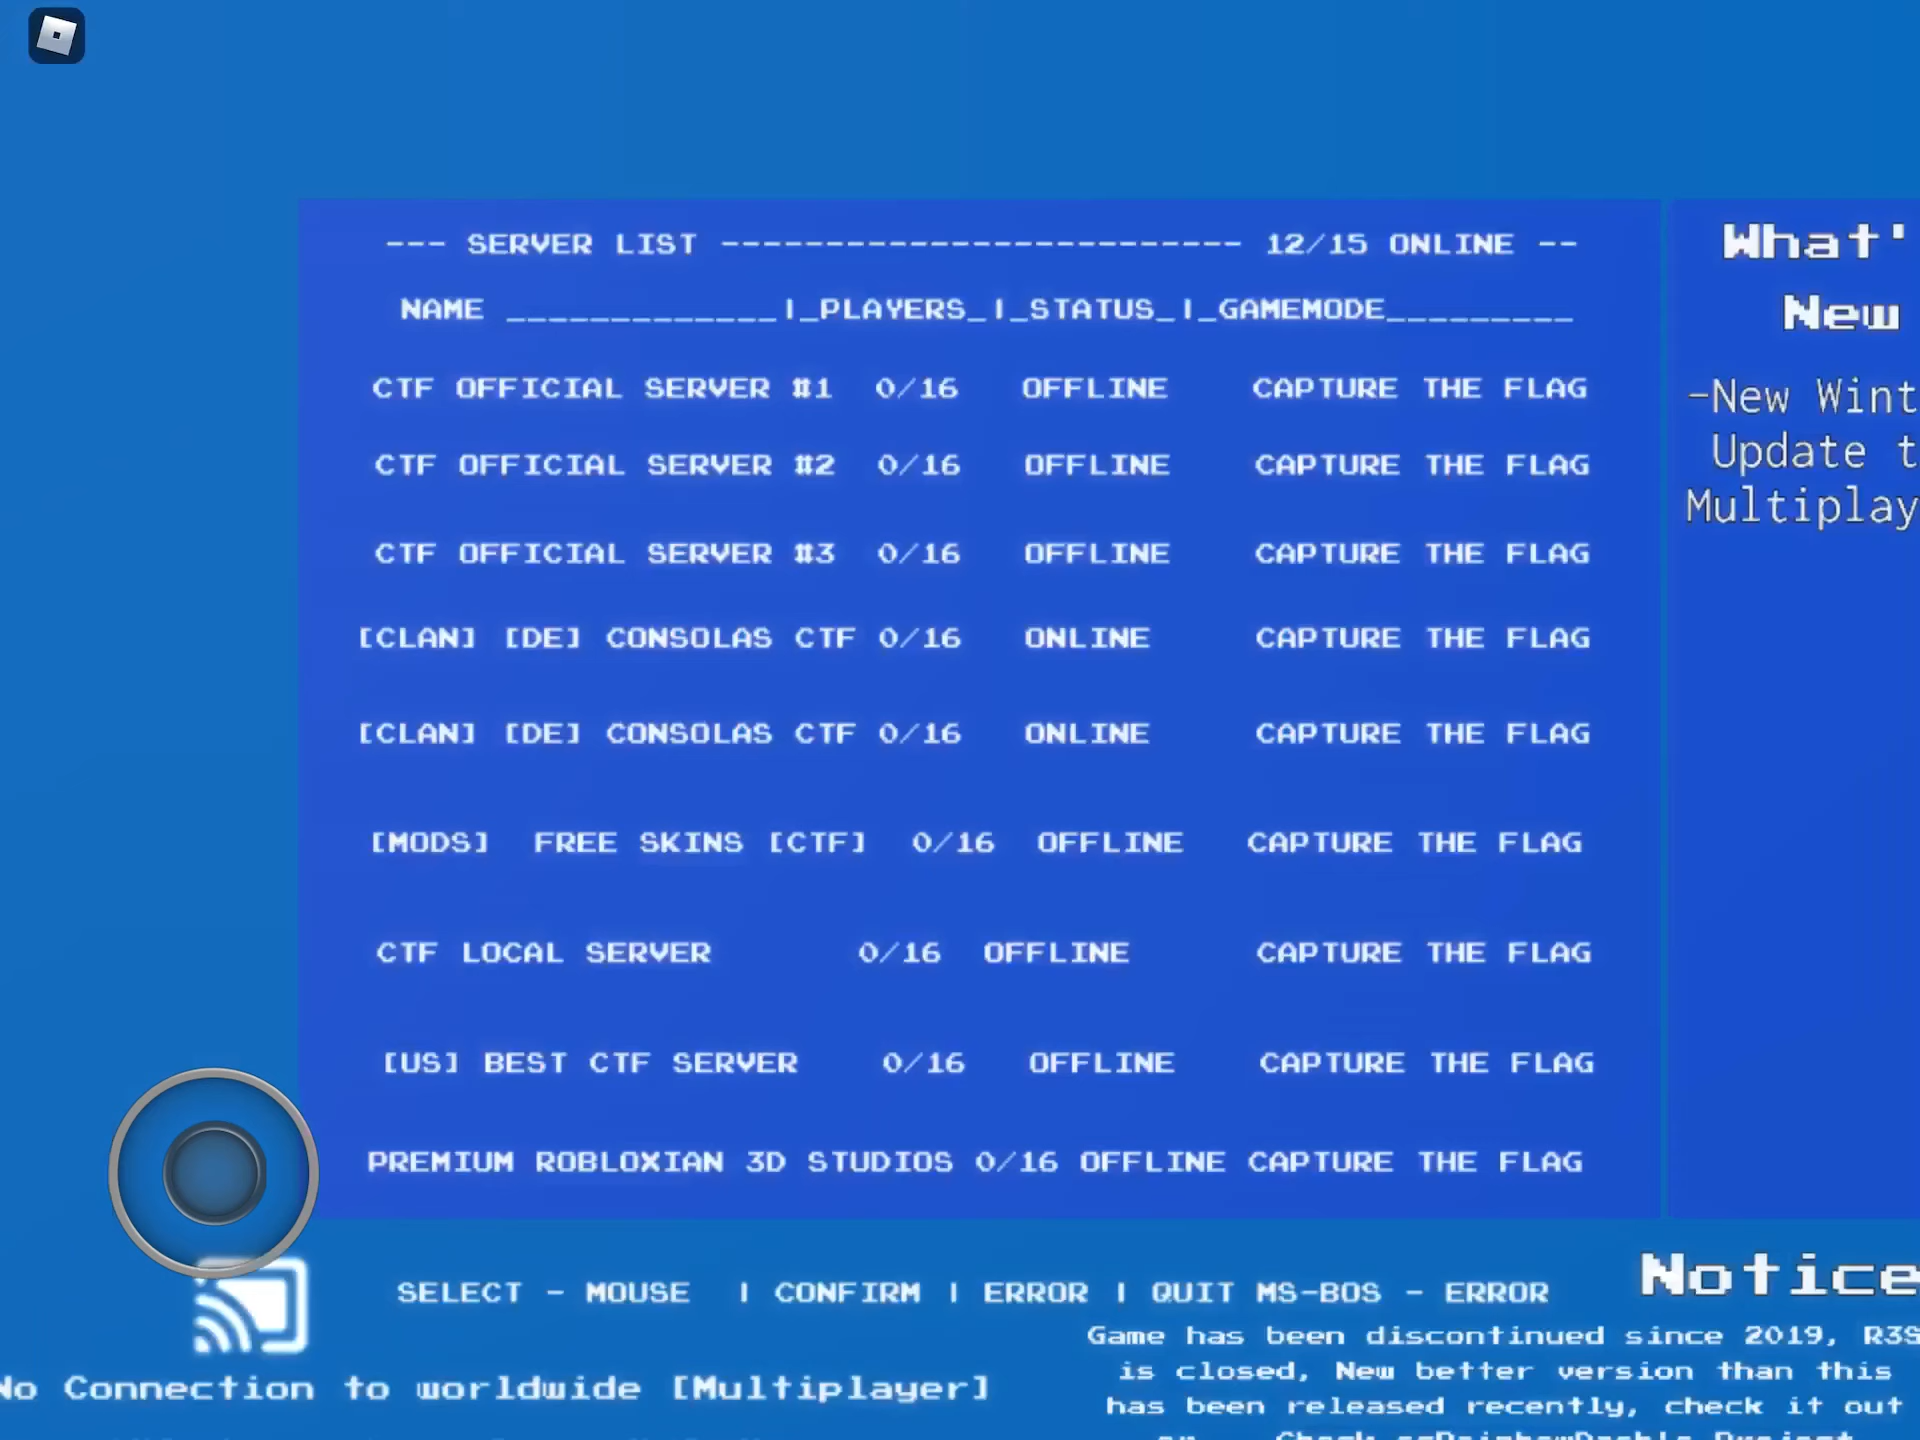 --- SERVER LIST ------------------------- 12/15 ONLINE --
NAME _____________|_PLAYERS_|_STATUS_|_GAMEMODE_________
CTF OFFICIAL SERVER #1 0/16 OFFLINE CAPTURE THE FLAG
CTF OFFICIAL SERVER #2 0/16 OFFLINE CAPTURE THE FLAG
CTF OFFICIAL SERVER #3 0/16 OFFLINE CAPTURE THE FLAG
[CLAN] [DE] CONSOLAS CTF 0/16 ONLINE CAPTURE THE FLAG
[CLAN] [DE] CONSOLAS CTF 0/16 ONLINE CAPTURE THE FLAG
[MODS] FREE SKINS [CTF] 0/16 OFFLINE CAPTURE THE FLAG
CTF LOCAL SERVER 0/16 OFFLINE CAPTURE THE FLAG
[US] BEST CTF SERVER 0/16 OFFLINE CAPTURE THE FLAG
PREMIUM ROBLOXIAN 3D STUDIOS 0/16 OFFLINE CAPTURE THE FLAG
What'
New
-New Wint
Update t
Multiplay
SELECT - MOUSE | CONFIRM | ERROR | QUIT MS-BOS - ERROR
No Connection to worldwide [Multiplayer]
Notice
Game has been discontinued since 2019, R3S
is closed, New better version than this
has been released recently, check it out